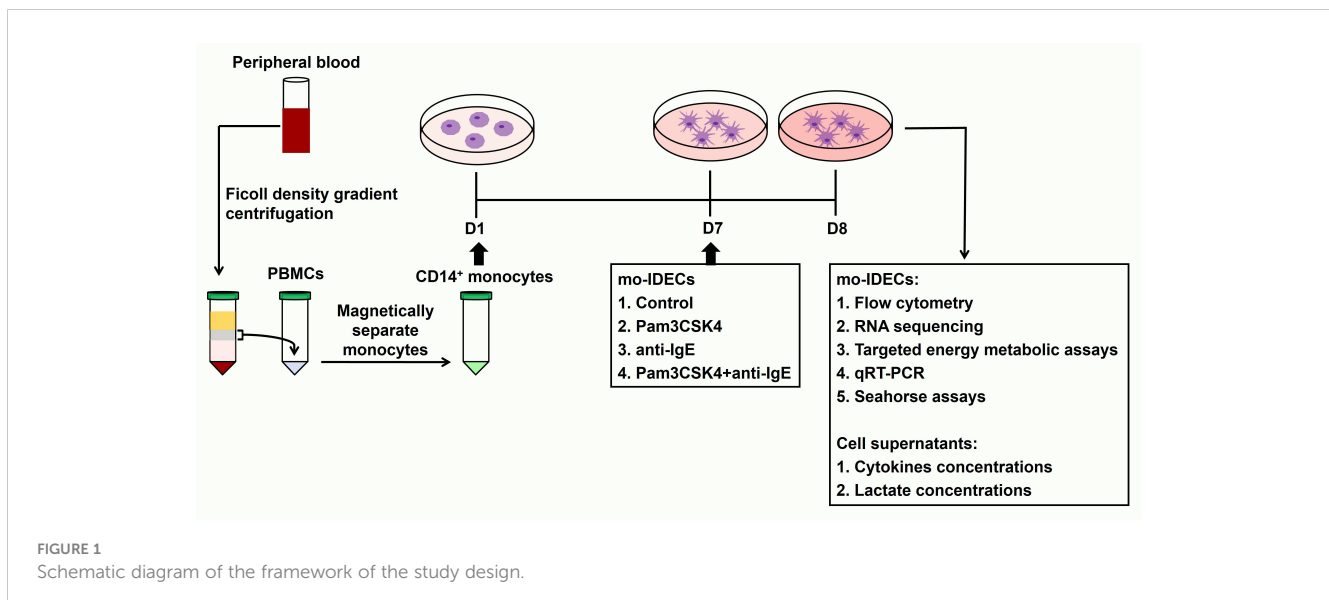 Peripheral blood
Ficoll density gradient
centrifugation
PBMCs
Magnetically
separate
monocytes
CD14⁺ monocytes
D1
D7
D8
mo-IDECs
1. Control
2. Pam3CSK4
3. anti-IgE
4. Pam3CSK4+anti-IgE
mo-IDECs:
1. Flow cytometry
2. RNA sequencing
3. Targeted energy metabolic assays
4. qRT-PCR
5. Seahorse assays
Cell supernatants:
1. Cytokines concentrations
2. Lactate concentrations
FIGURE 1
Schematic diagram of the framework of the study design.